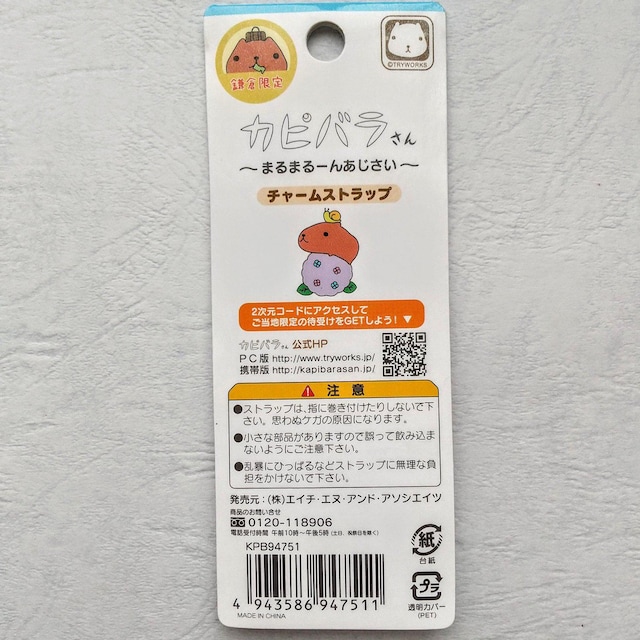 鎌倉限定
©TRYWORKS
カピバラさん
～まるまるーんあじさい～
チャームストラップ
2次元コードにアクセスして
ご当地限定の待受けをGETしよう！▼
カピバラさん 公式HP
PC版 http://www.tryworks.jp/
携帯版 http://kapibarasan.jp/
注意
●ストラップは、指に巻き付けたりしないで下
さい。思わぬケガの原因になります。
●小さな部品がありますので誤って飲み込ま
ないようにご注意下さい。
●乱暴にひっぱるなどストラップに無理な負
担をかけないで下さい。
発売元：（株）エイチ・エヌ・アンド・アソシエイツ
商品のお問い合せ
0120-118906
電話受付時間 午前10時〜午後5時（土日、祝祭日を除く）
KPB94751
4 943586 947511
MADE IN CHINA
紙
台紙
プラ
透明カバー
(PET)